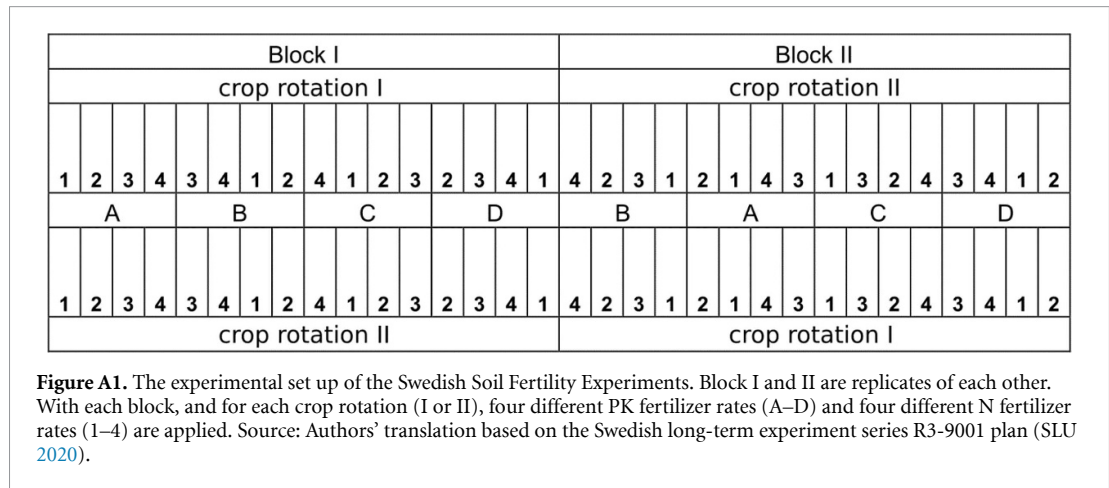 Block I Block II
crop rotation I crop rotation II
1 2 3 4 3 4 1 2 4 1 2 3 2 3 4 1 4 2 3 1 2 1 4 3 1 3 2 4 3 4 1 2
A B C D B A C D
1 2 3 4 3 4 1 2 4 1 2 3 2 3 4 1 4 2 3 1 2 1 4 3 1 3 2 4 3 4 1 2
crop rotation II crop rotation I
Figure A1. The experimental set up of the Swedish Soil Fertility Experiments. Block I and II are replicates of each other.
With each block, and for each crop rotation (I or II), four different PK fertilizer rates (A–D) and four different N fertilizer
rates (1–4) are applied. Source: Authors' translation based on the Swedish long-term experiment series R3-9001 plan (SLU
2020).